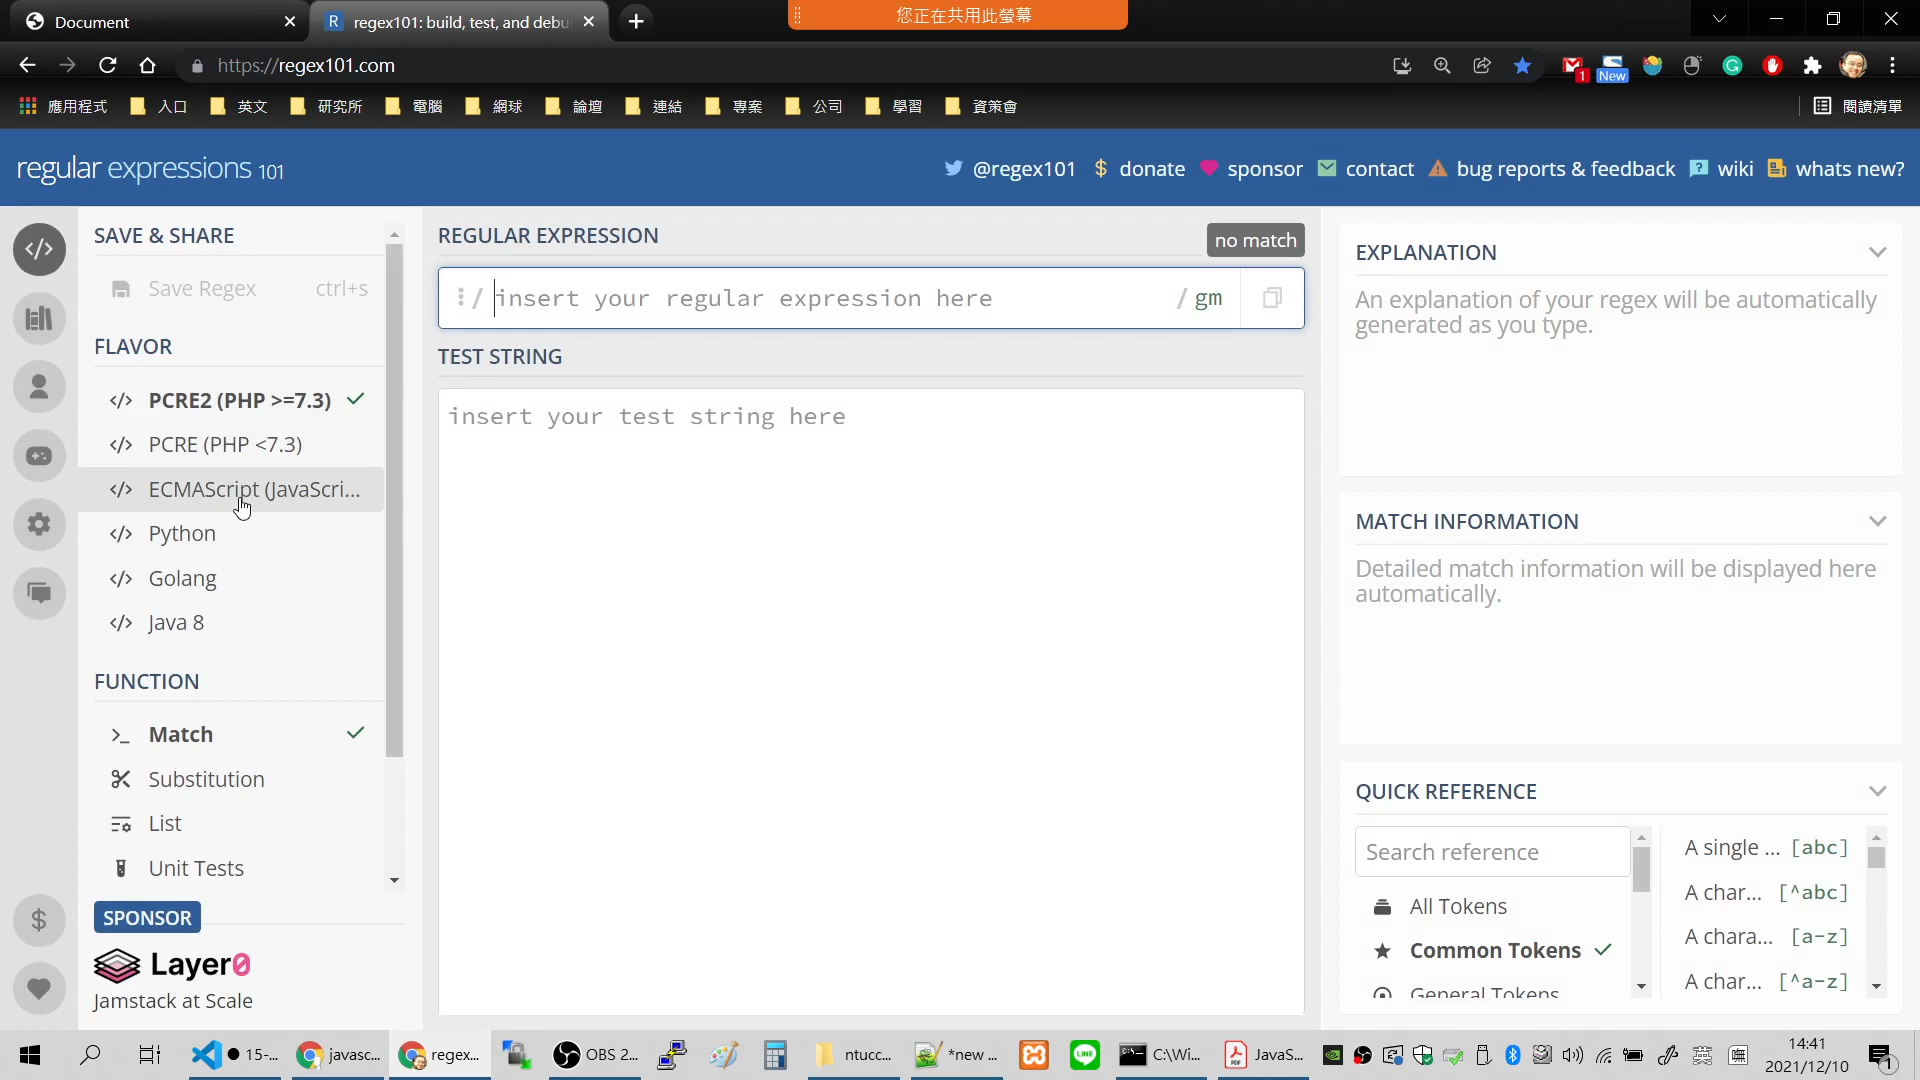 Document
regex101: build, test, and debu
您正在共用此螢幕
https://regex101.com
1
New
應用程式
入口
英文
研究所
電腦
網球
論壇
連結
專案
公司
學習
資策會
閱讀清單
regular expressions 101
@regex101
donate
sponsor
contact
bug reports & feedback
wiki
whats new?
SAVE & SHARE
Save Regex ctrl+s
FLAVOR
PCRE2 (PHP >=7.3)
PCRE (PHP <7.3)
ECMAScript (JavaScri...
Python
Golang
Java 8
FUNCTION
Match
Substitution
List
Unit Tests
SPONSOR
Layer0
Jamstack at Scale
REGULAR EXPRESSION
no match
/ insert your regular expression here / gm
TEST STRING
insert your test string here
EXPLANATION
An explanation of your regex will be automatically
generated as you type.
MATCH INFORMATION
Detailed match information will be displayed here
automatically.
QUICK REFERENCE
Search reference
All Tokens
Common Tokens
General Tokens
A single ... [abc]
A char... [^abc]
A chara... [a-z]
A char... [^a-z]
15-...
javasc...
regex...
OBS 2...
ntucc...
*new ...
C:\Wi...
JavaS...
英
14:41
2021/12/10
1